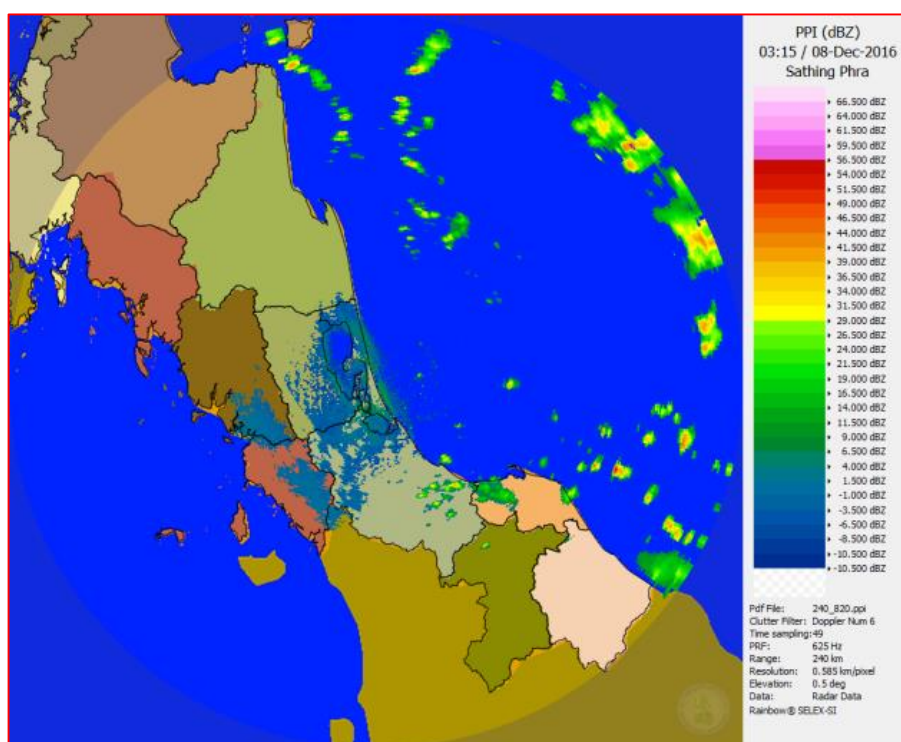 PPI (dBZ)
03:15 / 08-Dec-2016
Sathing Phra
66.500 dBZ
64.000 dBZ
61.500 dBZ
59.500 dBZ
56.500 dBZ
54.000 dBZ
51.500 dBZ
49.000 dBZ
46.500 dBZ
44.000 dBZ
41.500 dBZ
39.000 dBZ
36.500 dBZ
34.000 dBZ
31.500 dBZ
29.000 dBZ
26.500 dBZ
24.000 dBZ
21.500 dBZ
19.000 dBZ
16.500 dBZ
14.000 dBZ
11.500 dBZ
9.000 dBZ
6.500 dBZ
4.000 dBZ
1.500 dBZ
-1.000 dBZ
-3.500 dBZ
-6.500 dBZ
-8.500 dBZ
-10.500 dBZ
-10.500 dBZ
Pdf File: 240_820.ppi
Clutter Filter: Doppler Num 6
Time sampling:49
PRF: 625 Hz
Range: 240 km
Resolution: 0.585 km/pixel
Elevation: 0.5 deg
Data: Radar Data
Rainbow® SELEX-SI